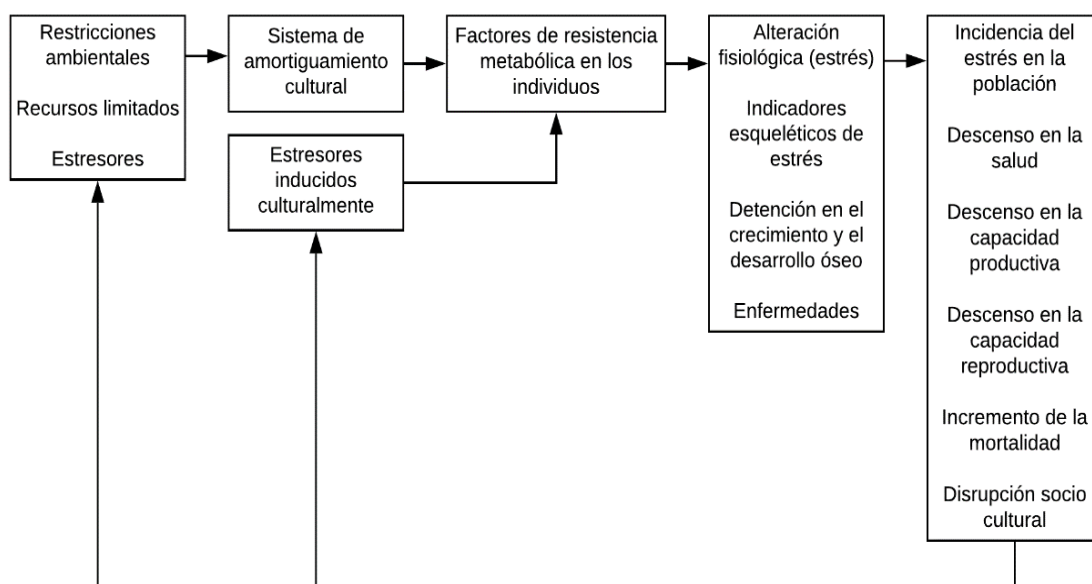 Restricciones
ambientales
Recursos limitados
Estresores
Sistema de
amortiguamiento
cultural
Estresores
inducidos
culturalmente
Factores de resistencia
metabólica en los
individuos
Alteración
fisiológica (estrés)
Indicadores
esqueléticos de
estrés
Detención en el
crecimiento y el
desarrollo óseo
Enfermedades
Incidencia del
estrés en la
población
Descenso en la
salud
Descenso en la
capacidad
productiva
Descenso en la
capacidad
reproductiva
Incremento de la
mortalidad
Disrupción socio
cultural